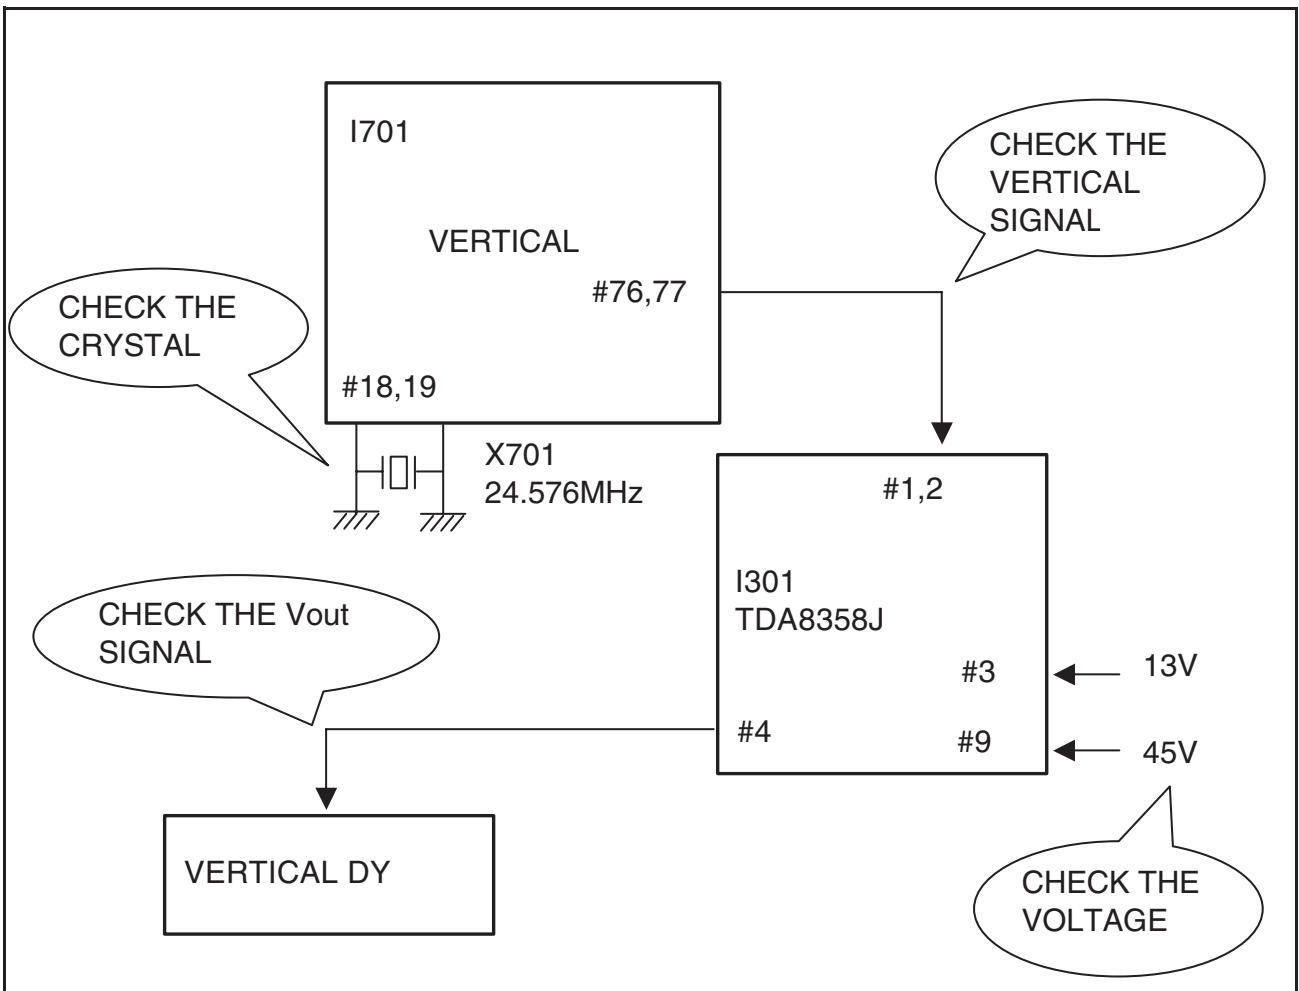 I701
VERTICAL
#76,77
#18,19
CHECK THE
VERTICAL
SIGNAL
CHECK THE
CRYSTAL
X701
24.576MHz
#1,2
I301
TDA8358J
#3
13V
#4
#9
45V
CHECK THE Vout
SIGNAL
VERTICAL DY
CHECK THE
VOLTAGE